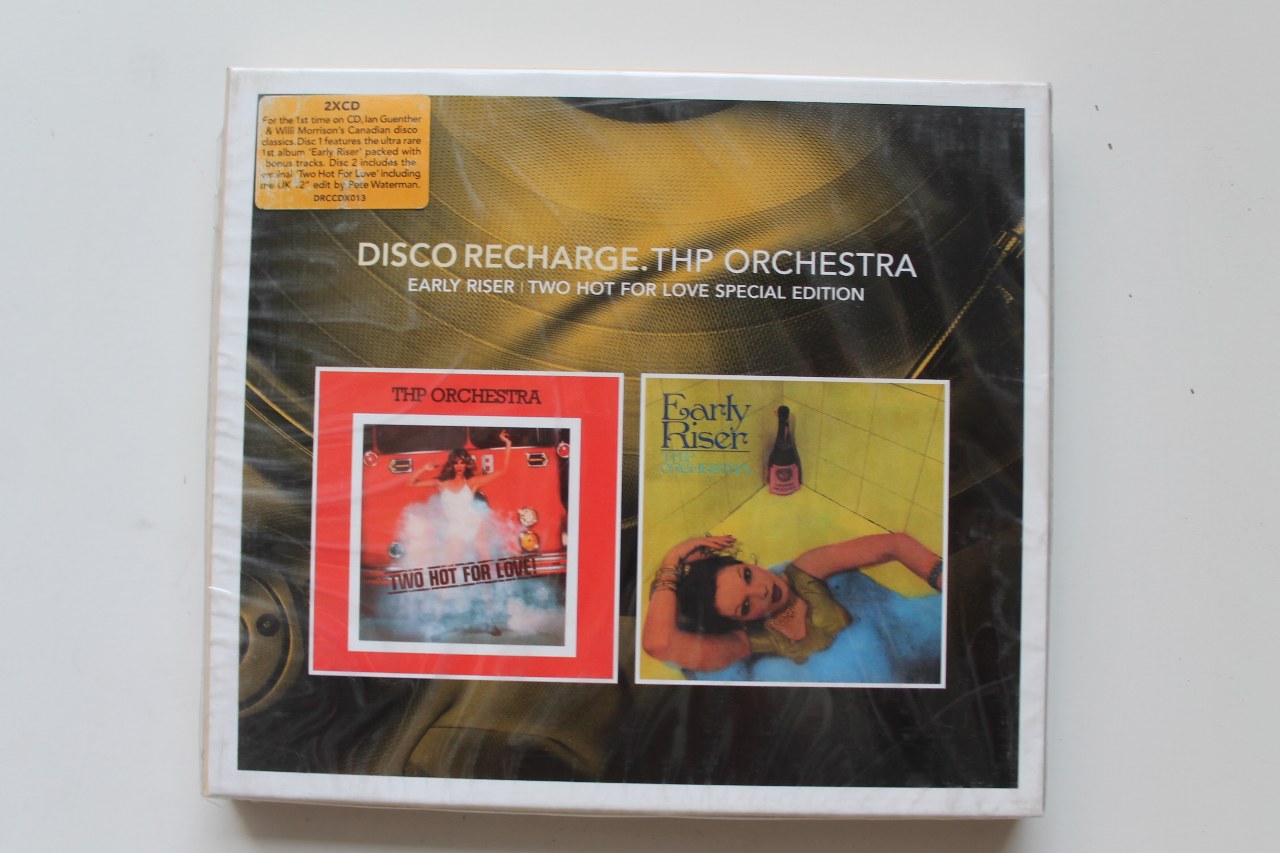 2XCD
For the 1st time on CD, Ian Guenther
& Willi Morrison's Canadian disco
classics. Disc 1 features the ultra rare
1st album 'Early Riser' packed with
bonus tracks. Disc 2 includes the
original 'Two Hot For Love' including
the UK 12" edit by Pete Waterman.
DRCCDX013
DISCO RECHARGE. THP ORCHESTRA
EARLY RISER | TWO HOT FOR LOVE SPECIAL EDITION
THP ORCHESTRA
TWO HOT FOR LOVE!
Early
Riser
THP
ORCHESTRA